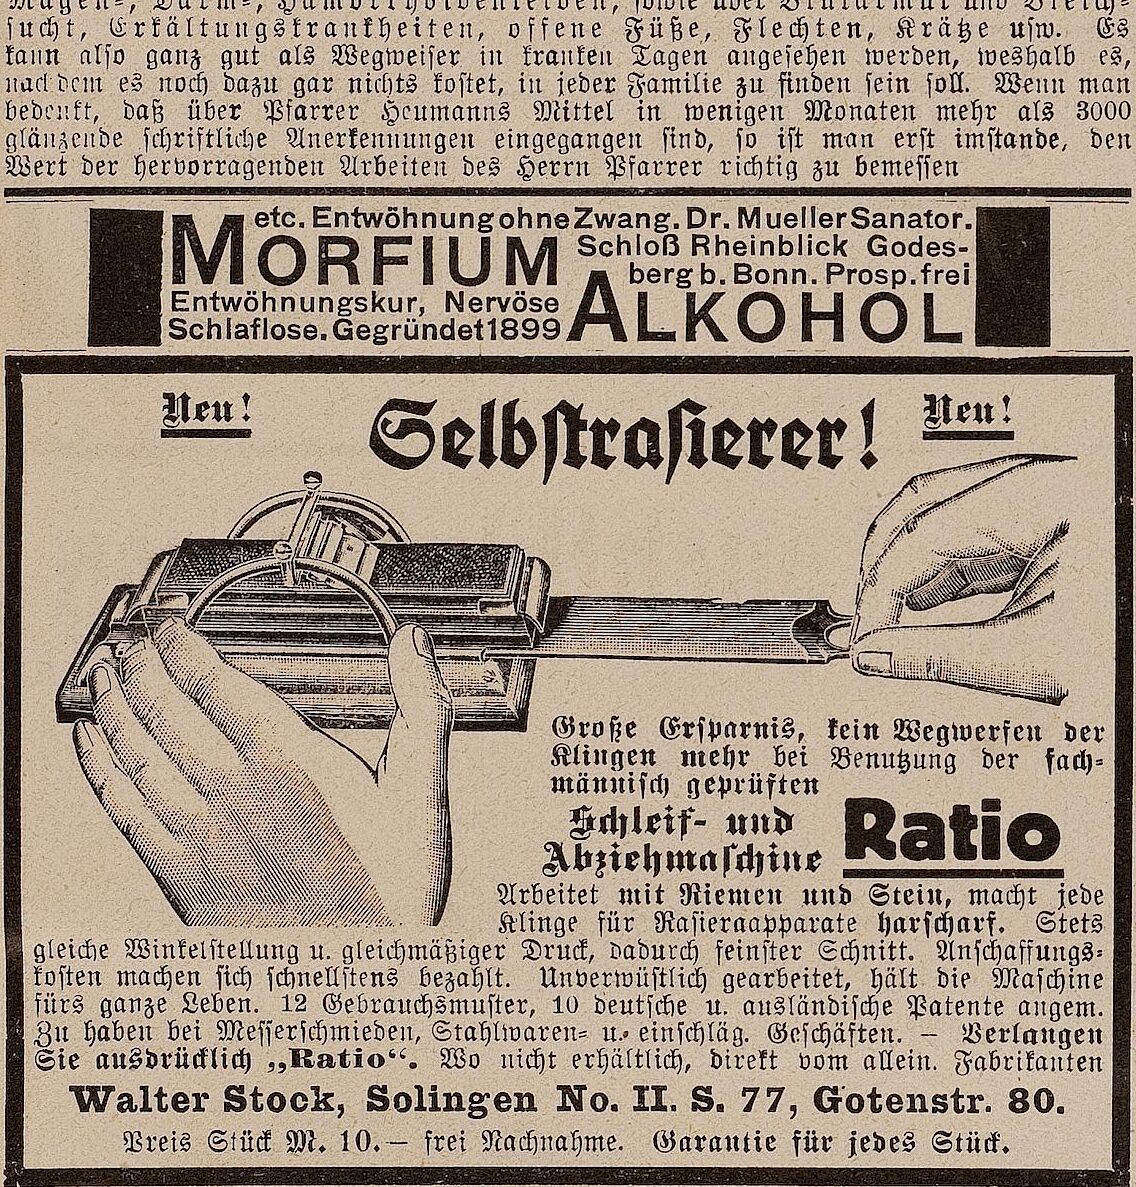 Magen-, Darm-, Hämorrhoidenleiden, sowie über Blutarmut und Bleich-
sucht, Erkältungskrankheiten, offene Füße, Flechten, Krätze usw. Es
kann also ganz gut als Wegweiser in kranken Tagen angesehen werden, weshalb es,
nachdem es noch dazu gar nichts kostet, in jeder Familie zu finden sein soll. Wenn man
bedenkt, daß über Pfarrer Heumanns Mittel in wenigen Monaten mehr als 3000
glänzende schriftliche Anerkennungen eingegangen sind, so ist man erst imstande, den
Wert der hervorragenden Arbeiten des Herrn Pfarrer richtig zu bemessen
MORFIUM
etc. Entwöhnung ohne Zwang. Dr. Mueller Sanator.
Schloß Rheinblick Godes-
berg b. Bonn. Prosp. frei
Entwöhnungskur, Nervöse
Schlaflose. Gegründet 1899
ALKOHOL
Neu!
Selbstrasierer!
Neu!
Große Ersparnis, kein Wegwerfen der
Klingen mehr bei Benutzung der fach-
männisch geprüften
Schleif- und
Abziehmaschine
Ratio
Arbeitet mit Riemen und Stein, macht jede
Klinge für Rasieraapparate harscharf. Stets
gleiche Winkelstellung u. gleichmäßiger Druck, dadurch feinster Schnitt. Anschaffungs-
kosten machen sich schnellstens bezahlt. Unverwüstlich gearbeitet, hält die Maschine
fürs ganze Leben. 12 Gebrauchsmuster, 10 deutsche u. ausländische Patente angem.
Zu haben bei Messerschmieden, Stahlwaren- u. einschläg. Geschäften. — Verlangen
Sie ausdrücklich „Ratio“. Wo nicht erhältlich, direkt vom allein. Fabrikanten
Walter Stock, Solingen No. II. S. 77, Gotenstr. 80.
Preis Stück M. 10.— frei Nachnahme. Garantie für jedes Stück.